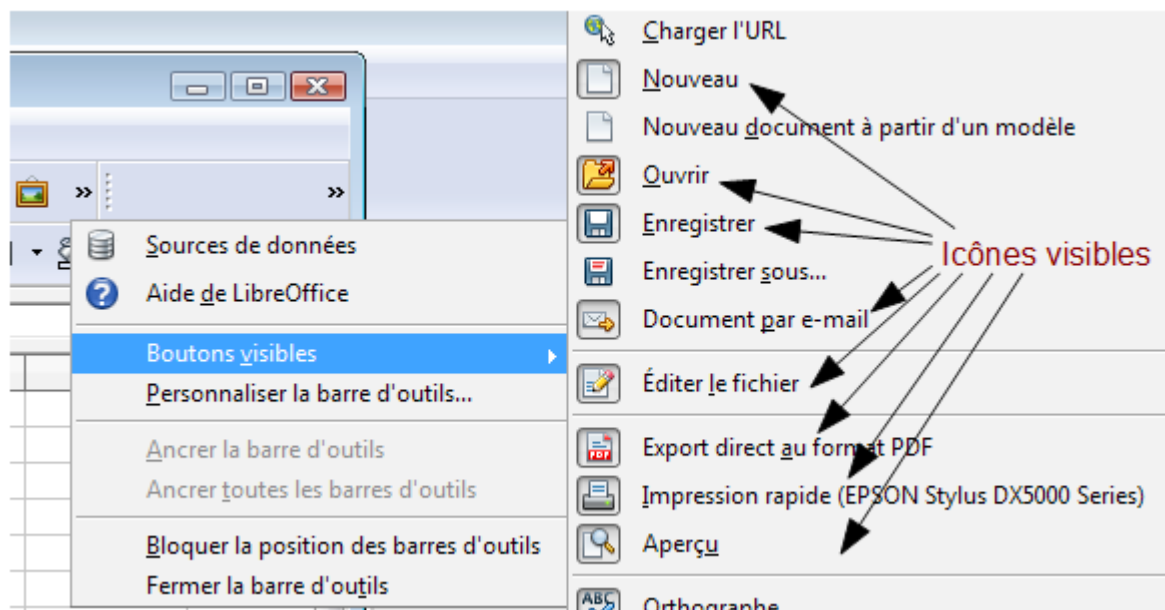 Charger l'URL
Nouveau
Nouveau document à partir d'un modèle
Ouvrir
Enregistrer
Enregistrer sous...
Document par e-mail
Éditer le fichier
Export direct au format PDF
Impression rapide (EPSON Stylus DX5000 Series)
Aperçu
Orthographe
Icônes visibles
Sources de données
Aide de LibreOffice
Boutons visibles
Personnaliser la barre d'outils...
Ancrer la barre d'outils
Ancrer toutes les barres d'outils
Bloquer la position des barres d'outils
Fermer la barre d'outils